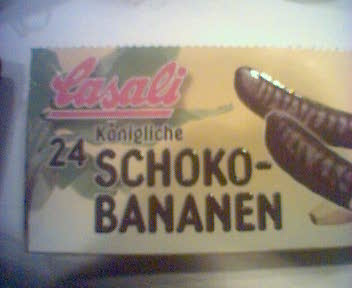 Casali
Königliche
24 SCHOKO-
BANANEN